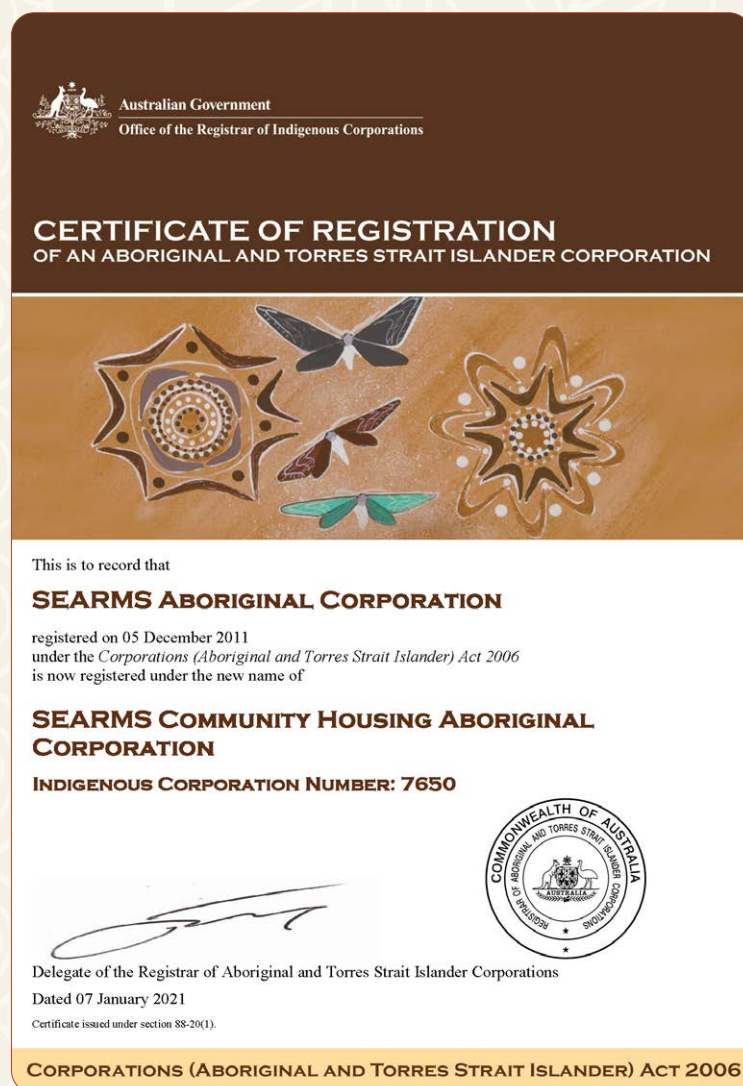 Australian Government
Office of the Registrar of Indigenous Corporations
CERTIFICATE OF REGISTRATION
OF AN ABORIGINAL AND TORRES STRAIT ISLANDER CORPORATION
This is to record that
SEARMS ABORIGINAL CORPORATION
registered on 05 December 2011
under the Corporations (Aboriginal and Torres Strait Islander) Act 2006
is now registered under the new name of
SEARMS COMMUNITY HOUSING ABORIGINAL
CORPORATION
INDIGENOUS CORPORATION NUMBER: 7650
COMMONWEALTH OF AUSTRALIA
REGISTRAR OF ABORIGINAL AND TORRES STRAIT ISLANDER CORPORATIONS
AUSTRALIA
Delegate of the Registrar of Aboriginal and Torres Strait Islander Corporations
Dated 07 January 2021
Certificate issued under section 88-20(1).
CORPORATIONS (ABORIGINAL AND TORRES STRAIT ISLANDER) ACT 2006